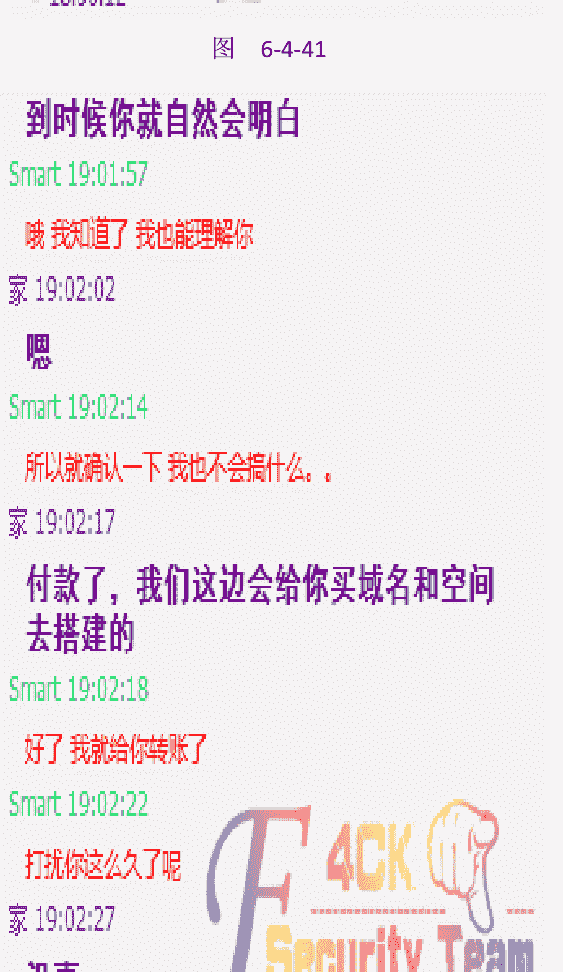 图 6-4-41
到时候你就自然会明白
Smart 19:01:57
哦 我知道了 我也能理解你
家 19:02:02
嗯
Smart 19:02:14
所以就确认一下 我也不会搞什么。。
家 19:02:17
付款了，我们这边会给你买域名和空间
去搭建的
Smart 19:02:18
好了 我就给你转账了
Smart 19:02:22
打扰你这么久了呢
家 19:02:27
F4CK
Security Team